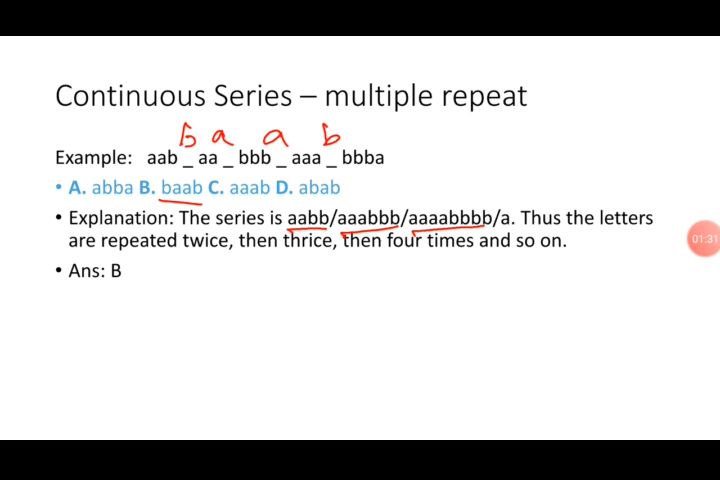 Continuous Series – multiple repeat
b a a b
Example: aab _ aa _ bbb _ aaa _ bbba
• A. abba B. baab C. aaab D. abab
• Explanation: The series is aabb/aaabbb/aaaabbbb/a. Thus the letters
are repeated twice, then thrice, then four times and so on.
• Ans: B
01:31